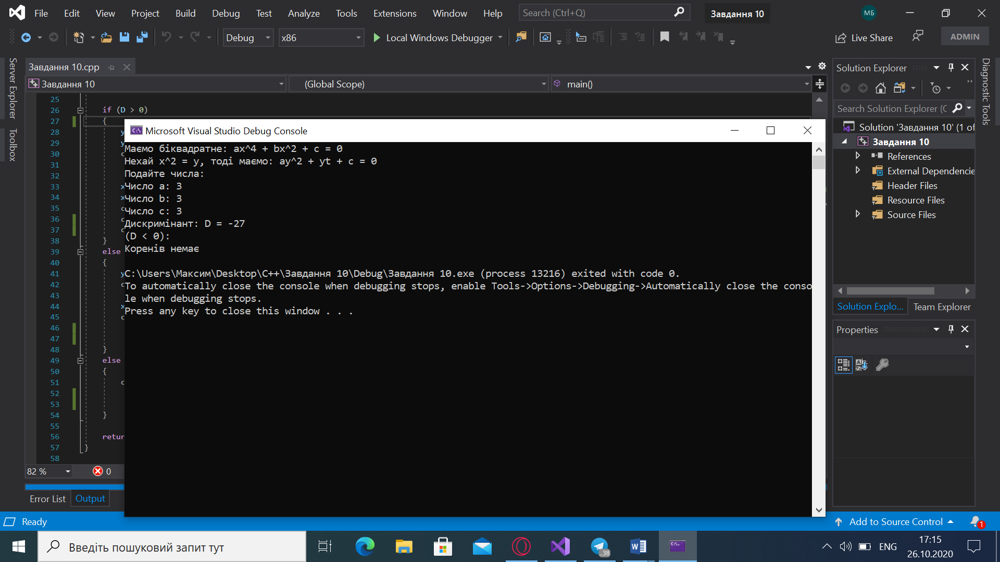 File Edit View Project Build Debug Test Analyze Tools Extensions Window Help Search (Ctrl+Q) Завдання 10 МБ
Debug x86 Local Windows Debugger Live Share ADMIN
Server Explorer
Toolbox
Завдання 10.cpp
Завдання 10 (Global Scope) main()
25
26 if (D > 0)
27 {
28 y
29 y
30 c
31
32
33 x
34 x
35 c
36 c
37 c
38 }
39 else
40 {
41 y
42 c
43
44 x
45 c
46
47
48 }
49 else
50 {
51 c
52
53
54 }
55
56 retur
57 }
58
82 % 0
Error List Output
Microsoft Visual Studio Debug Console
Маємо біквадратне: ax^4 + bx^2 + c = 0
Нехай x^2 = y, тоді маємо: ay^2 + yt + c = 0
Подайте числа:
Число a: 3
Число b: 3
Число c: 3
Дискримінант: D = -27
(D < 0):
Коренів немає
C:\Users\Максим\Desktop\C++\Завдання 10\Debug\Завдання 10.exe (process 13216) exited with code 0.
To automatically close the console when debugging stops, enable Tools->Options->Debugging->Automatically close the conso
le when debugging stops.
Press any key to close this window . . .
Solution Explorer
Search Solution Explorer (C
Solution 'Завдання 10' (1 of
Завдання 10
References
External Dependencie
Header Files
Resource Files
Source Files
Solution Explo... Team Explorer
Properties
Diagnostic Tools
Ready Add to Source Control 1
Введіть пошуковий запит тут
..38
ENG
17:15
26.10.2020